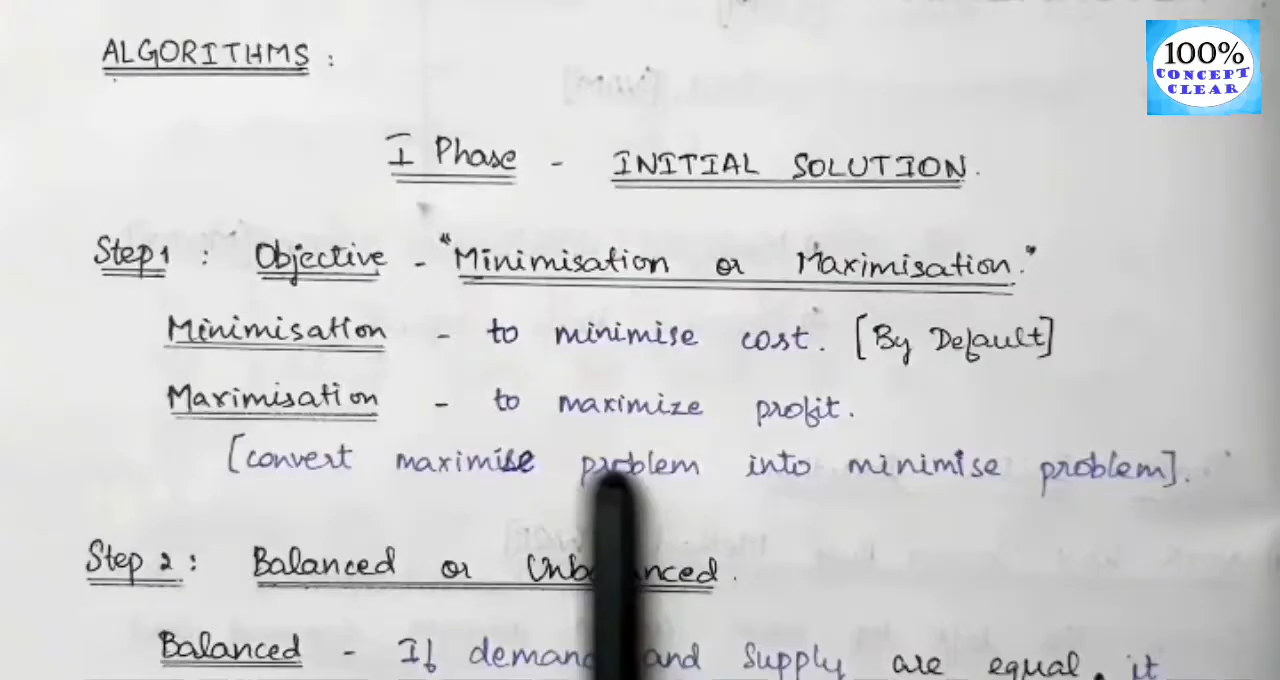 ALGORITHMS :
100%
CONCEPT
CLEAR
I Phase - INITIAL SOLUTION.
Step 1 : Objective - "Minimisation or Maximisation."
Minimisation - to minimise cost. [By Default]
Maximisation - to maximize profit.
[convert maximise problem into minimise problem].
Step 2 : Balanced or Unbalanced.
Balanced - If demand and supply are equal, it